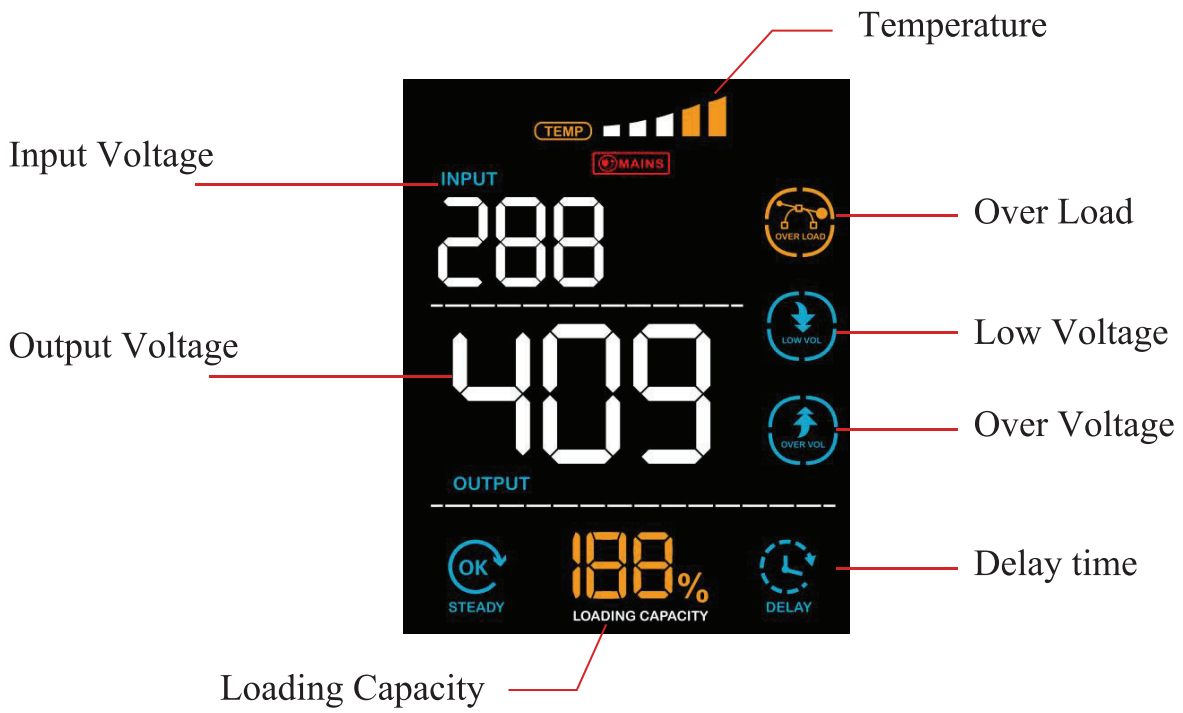 Temperature
TEMP
MAINS
Input Voltage
INPUT
288
Over Load
OVER LOAD
Low Voltage
LOW VOL
Output Voltage
409
Over Voltage
OVER VOL
OUTPUT
OK
STEADY
188%
LOADING CAPACITY
DELAY
Delay time
Loading Capacity